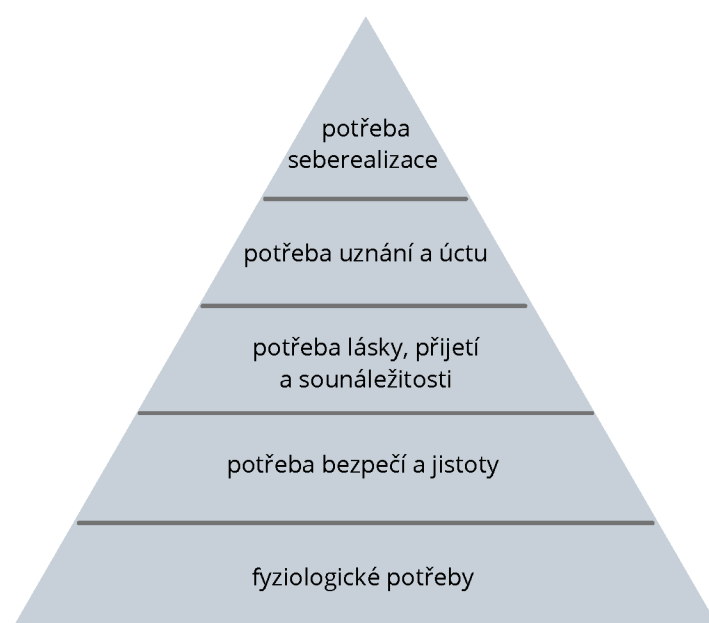 potřeba
seberealizace
potřeba uznání a úctu
potřeba lásky, přijetí
a sounáležitosti
potřeba bezpečí a jistoty
fyziologické potřeby